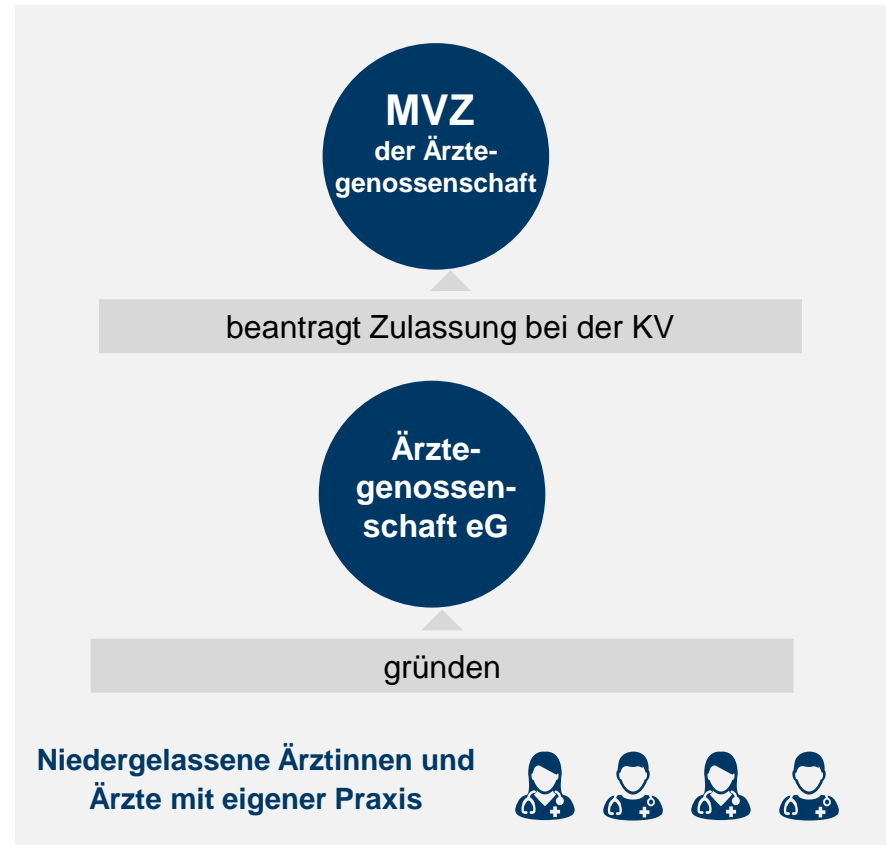 MVZ
der Ärzte-
genossenschaft
beantragt Zulassung bei der KV
Ärzte-
genossen-
schaft eG
gründen
Niedergelassene Ärztinnen und
Ärzte mit eigener Praxis